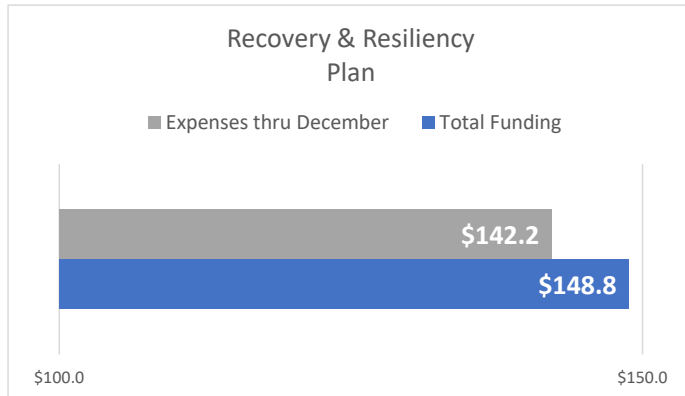 Recovery & Resiliency
Plan
Expenses thru December Total Funding
$142.2
$148.8
$100.0 $150.0